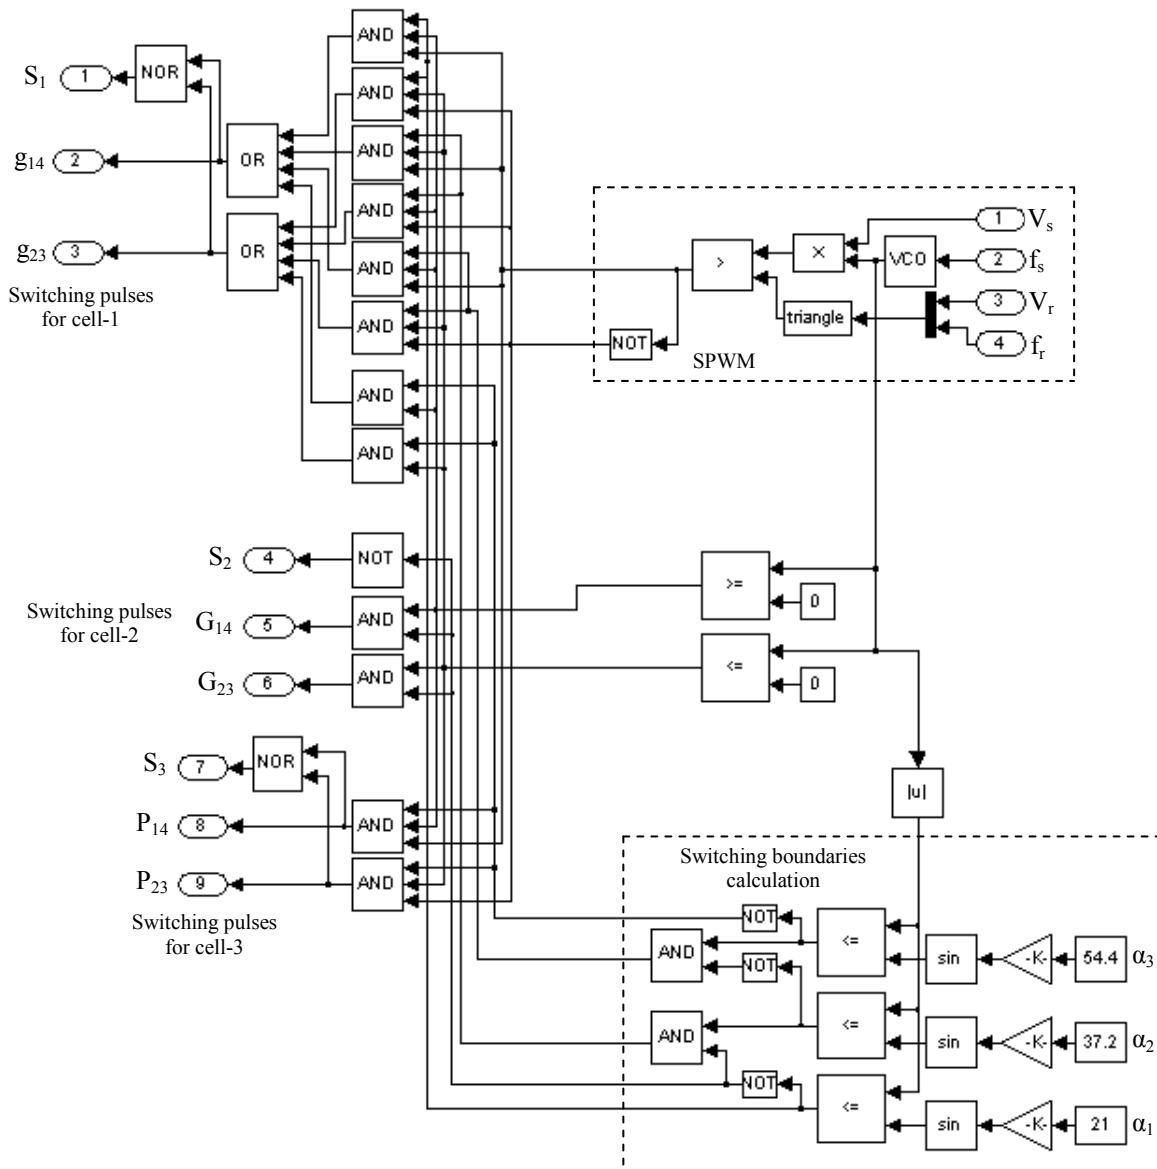 AND
S1 1 NOR
AND
g14 2 OR
AND
AND
g23 3 OR
AND
AND
Switching pulses
for cell-1
AND
AND
> × VCO
1 Vs
2 fs
3 Vr
4 fr
triangle
NOT
SPWM
S2 4 NOT
Switching pulses
for cell-2
G14 5 AND
G23 6 AND
>=
0
<=
0
|u|
S3 7 NOR
P14 8 AND
P23 9 AND
Switching pulses
for cell-3
Switching boundaries
calculation
NOT
AND
<= sin -K- 54.4 α3
NOT
AND
<= sin -K- 37.2 α2
NOT
<= sin -K- 21 α1